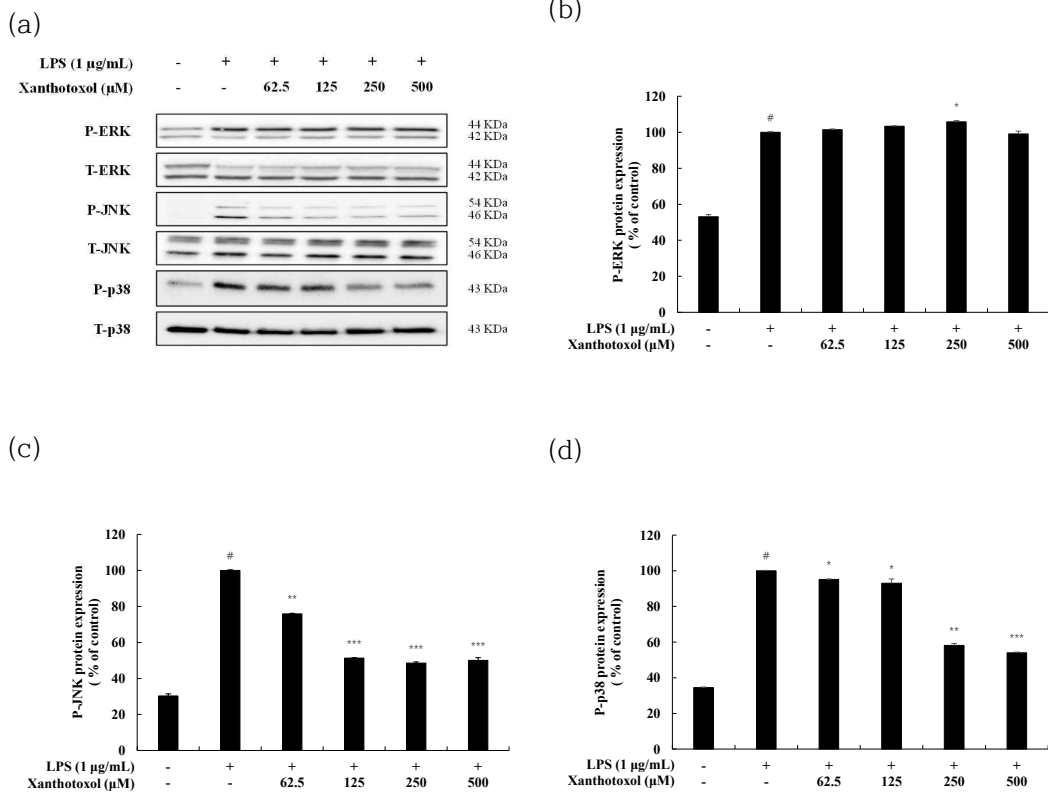 (a)
LPS (1 µg/mL) - + + + + +
Xanthotoxol (µM) - - 62.5 125 250 500
P-ERK 44 KDa
42 KDa
T-ERK 44 KDa
42 KDa
P-JNK 54 KDa
46 KDa
T-JNK 54 KDa
46 KDa
P-p38 43 KDa
T-p38 43 KDa
(b)
P-ERK protein expression
( % of control)
120
100
80
60
40
20
0
#
*
LPS (1 µg/mL) - + + + + +
Xanthotoxol (µM) - - 62.5 125 250 500
(c)
P-JNK protein expression
( % of control)
120
100
80
60
40
20
0
#
**
***
***
***
LPS (1 µg/mL) - + + + + +
Xanthotoxol (µM) - - 62.5 125 250 500
(d)
P-p38 protein expression
( % of control)
120
100
80
60
40
20
0
#
*
*
**
***
LPS (1 µg/mL) - + + + + +
Xanthotoxol (µM) - - 62.5 125 250 500